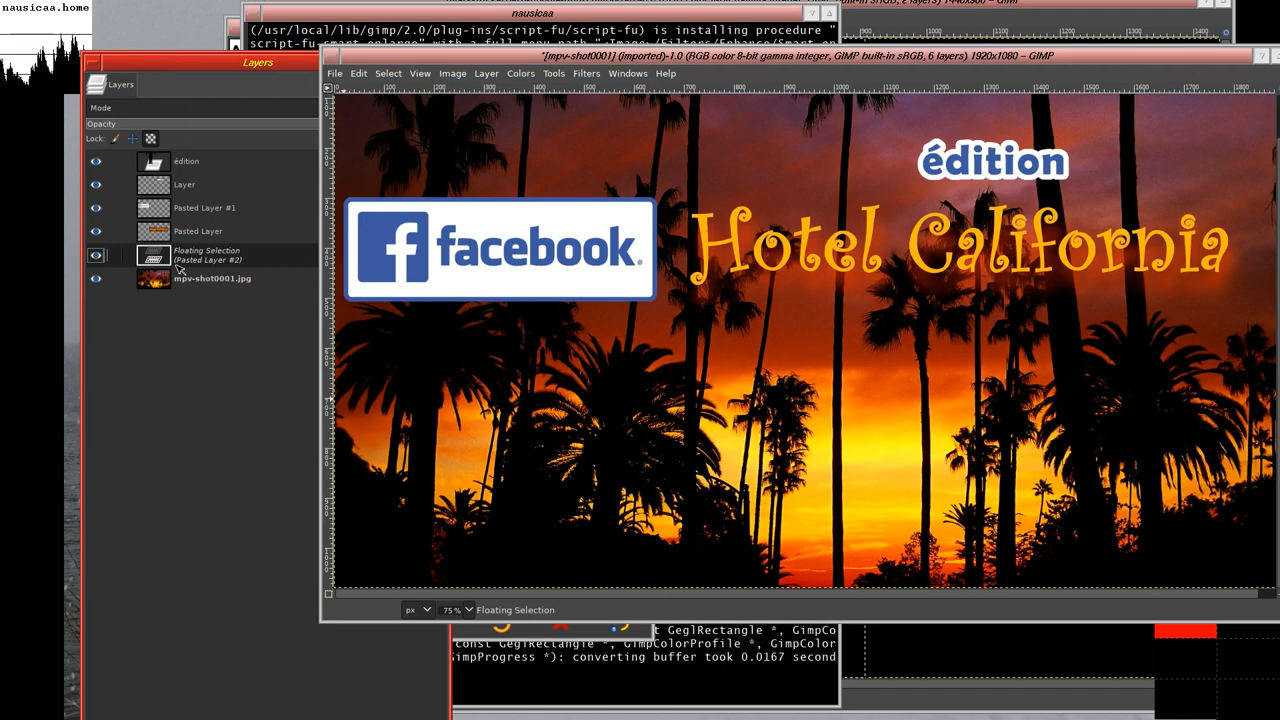 nausicaa.home
nausicaa
(/usr/local/lib/gimp/2.0/plug-ins/script-fu/script-fu) is installing procedure "
Layers
*[mpv-shot0001] (imported)-1.0 (RGB color 8-bit gamma integer, GIMP built-in sRGB, 6 layers) 1920x1080 – GIMP
File Edit Select View Image Layer Colors Tools Filters Windows Help
Layers
Mode
Opacity
Lock:
édition
Layer
Pasted Layer #1
Pasted Layer
Floating Selection
(Pasted Layer #2)
mpv-shot0001.jpg
édition
facebook.
Hotel California
px 75 % Floating Selection
t GeglRectangle *, GimpCo
const GeglRectangle *, GimpColorProfile *, GimpColor
GimpProgress *): converting buffer took 0.0167 second